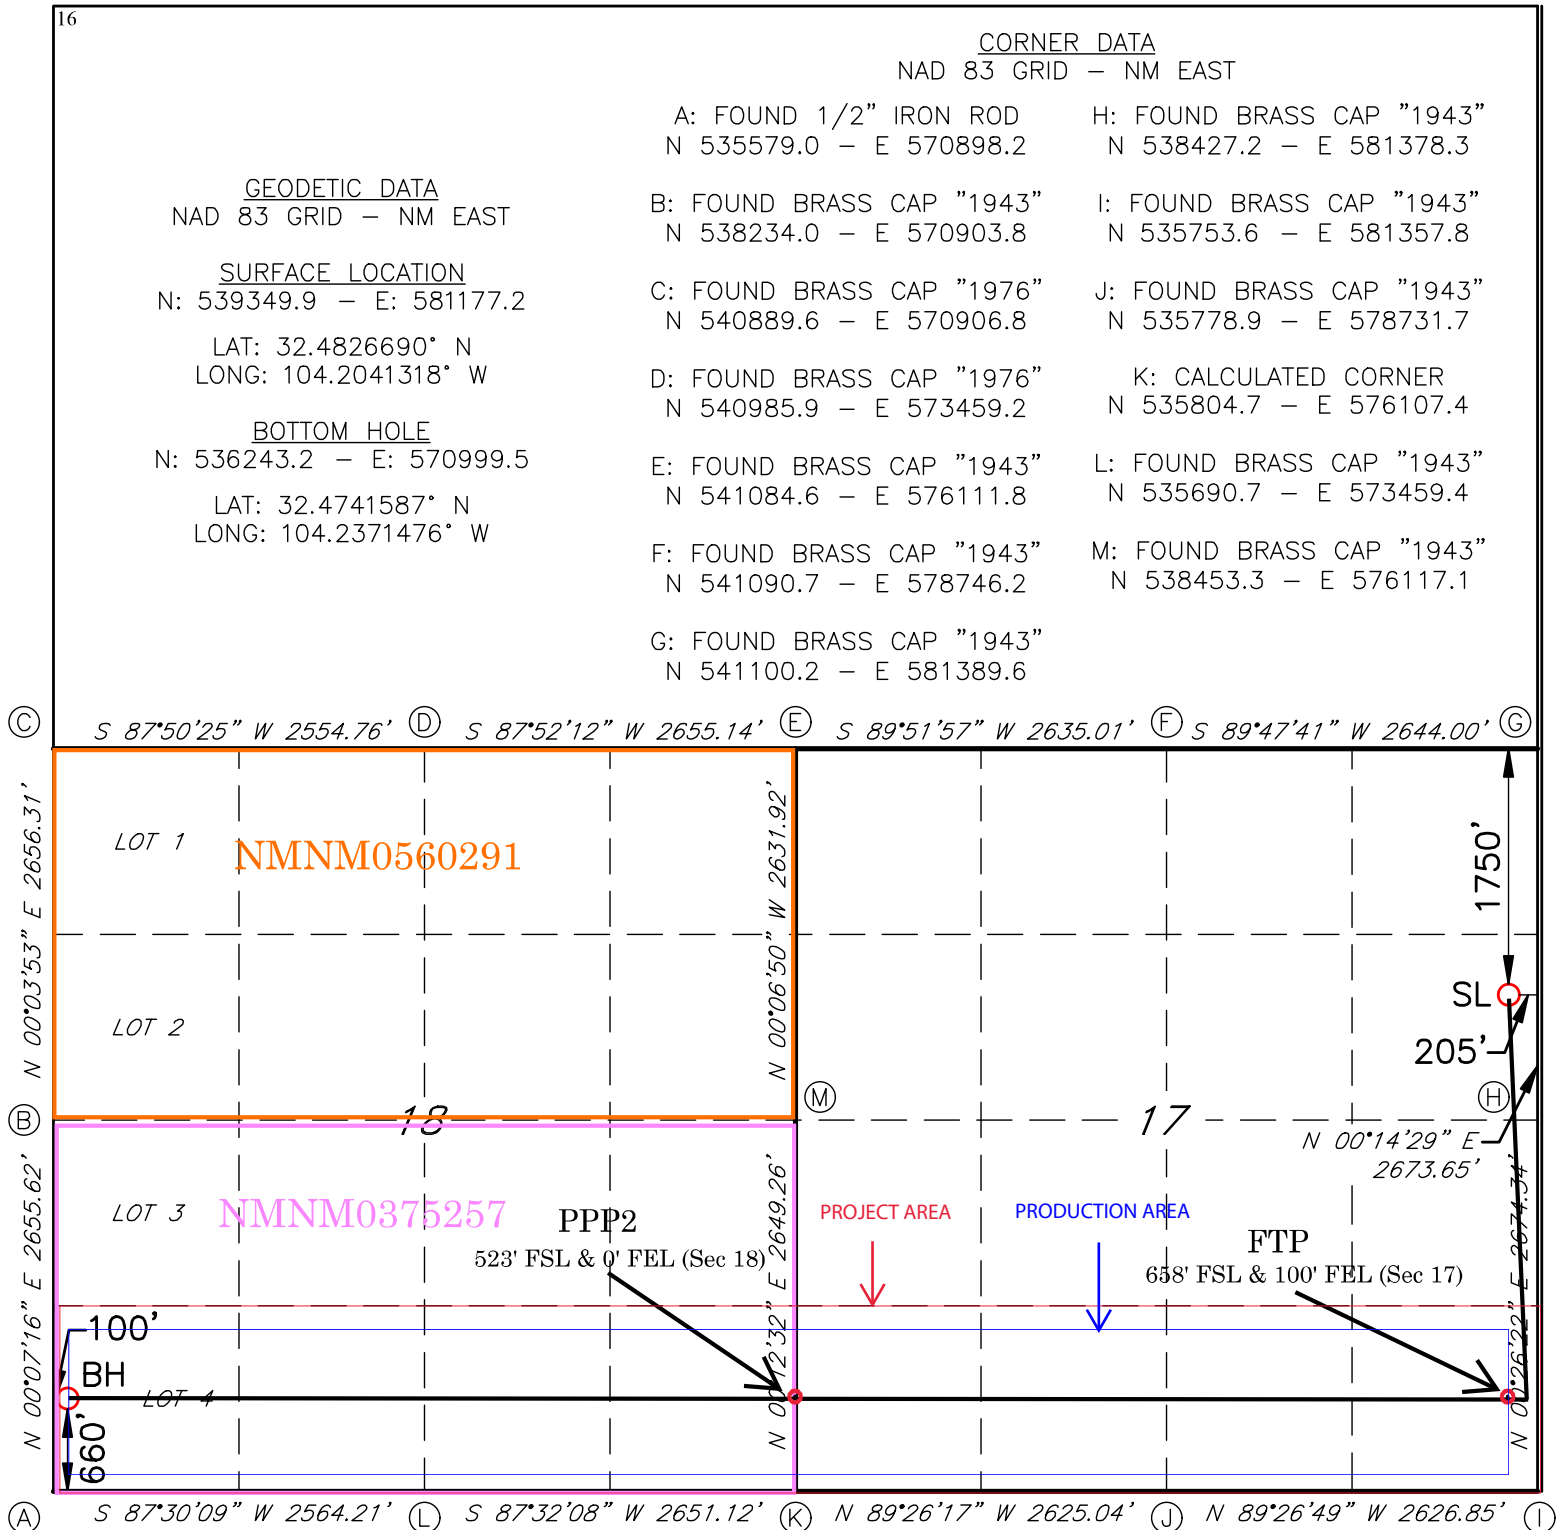 16
CORNER DATA
NAD 83 GRID – NM EAST
A: FOUND 1/2" IRON ROD
N 535579.0 – E 570898.2
B: FOUND BRASS CAP "1943"
N 538234.0 – E 570903.8
C: FOUND BRASS CAP "1976"
N 540889.6 – E 570906.8
D: FOUND BRASS CAP "1976"
N 540985.9 – E 573459.2
E: FOUND BRASS CAP "1943"
N 541084.6 – E 576111.8
F: FOUND BRASS CAP "1943"
N 541090.7 – E 578746.2
G: FOUND BRASS CAP "1943"
N 541100.2 – E 581389.6
H: FOUND BRASS CAP "1943"
N 538427.2 – E 581378.3
I: FOUND BRASS CAP "1943"
N 535753.6 – E 581357.8
J: FOUND BRASS CAP "1943"
N 535778.9 – E 578731.7
K: CALCULATED CORNER
N 535804.7 – E 576107.4
L: FOUND BRASS CAP "1943"
N 535690.7 – E 573459.4
M: FOUND BRASS CAP "1943"
N 538453.3 – E 576117.1
GEODETIC DATA
NAD 83 GRID – NM EAST
SURFACE LOCATION
N: 539349.9 – E: 581177.2
LAT: 32.4826690° N
LONG: 104.2041318° W
BOTTOM HOLE
N: 536243.2 – E: 570999.5
LAT: 32.4741587° N
LONG: 104.2371476° W
C
S 87°50'25" W 2554.76'
D
S 87°52'12" W 2655.14'
E
S 89°51'57" W 2635.01'
F
S 89°47'41" W 2644.00'
G
N 00°03'53" E 2656.31'
LOT 1
NMNM0560291
N 00°06'50" W 2631.92'
1750'
SL
LOT 2
205'
B
18
M
17
H
N 00°14'29" E
2673.65'
N 00°07'16" E 2655.62'
LOT 3
NMNM0375257
PPP2
523' FSL & 0' FEL (Sec 18)
N 00°12'32" E 2649.26'
PROJECT AREA
PRODUCTION AREA
FTP
658' FSL & 100' FEL (Sec 17)
N 00°26'22" E 2674.34'
100'
BH
LOT 4
660'
A
S 87°30'09" W 2564.21'
L
S 87°32'08" W 2651.12'
K
N 89°26'17" W 2625.04'
J
N 89°26'49" W 2626.85'
I